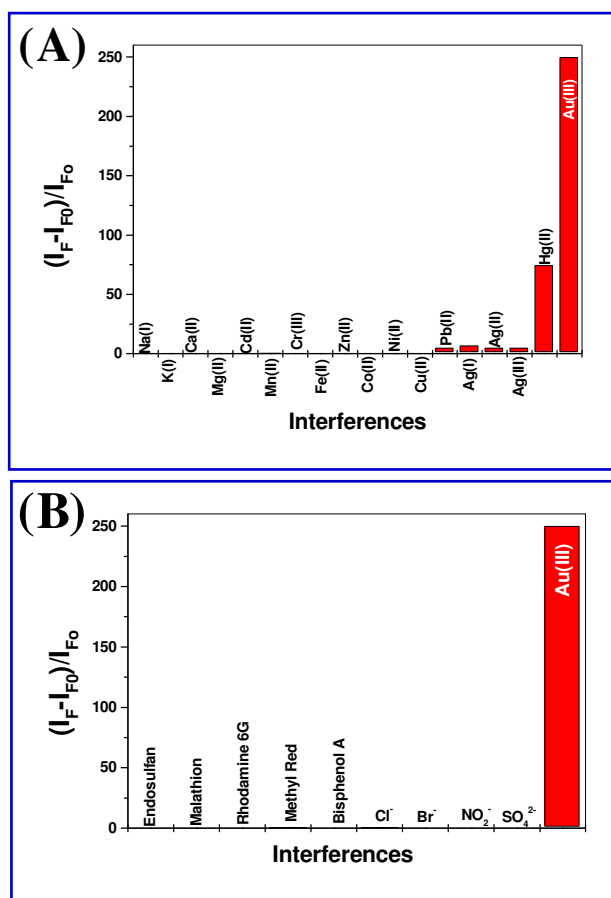 (A)
250
200
150
100
50
0
(I_F-I_F0)/I_Fo
Na(I)
K(I)
Ca(II)
Mg(II)
Cd(II)
Mn(II)
Cr(III)
Fe(II)
Zn(II)
Co(II)
Ni(II)
Cu(II)
Pb(II)
Ag(I)
Ag(II)
Ag(III)
Hg(II)
Au(III)
Interferences
(B)
250
200
150
100
50
0
(I_F-I_F0)/I_Fo
Endosulfan
Malathion
Rhodamine 6G
Methyl Red
Bisphenol A
Cl⁻
Br⁻
NO₂⁻
SO₄²⁻
Au(III)
Interferences